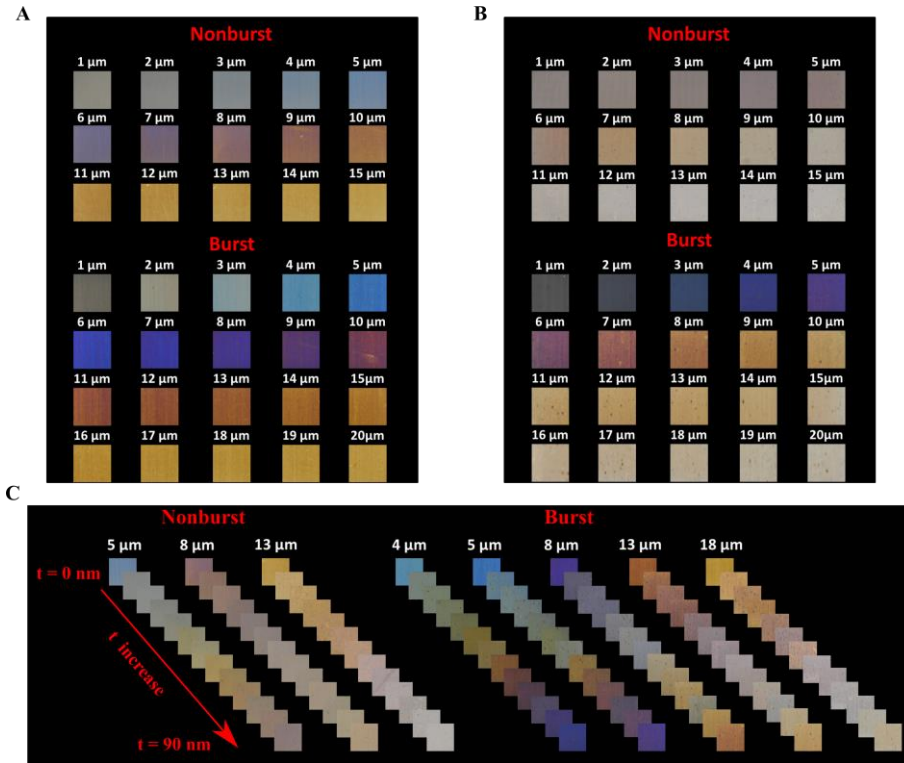 A
Nonburst
1 µm 2 µm 3 µm 4 µm 5 µm
6 µm 7 µm 8 µm 9 µm 10 µm
11 µm 12 µm 13 µm 14 µm 15 µm
Burst
1 µm 2 µm 3 µm 4 µm 5 µm
6 µm 7 µm 8 µm 9 µm 10 µm
11 µm 12 µm 13 µm 14 µm 15µm
16 µm 17 µm 18 µm 19 µm 20µm
B
Nonburst
1 µm 2 µm 3 µm 4 µm 5 µm
6 µm 7 µm 8 µm 9 µm 10 µm
11 µm 12 µm 13 µm 14 µm 15 µm
Burst
1 µm 2 µm 3 µm 4 µm 5 µm
6 µm 7 µm 8 µm 9 µm 10 µm
11 µm 12 µm 13 µm 14 µm 15µm
16 µm 17 µm 18 µm 19 µm 20µm
C
Nonburst Burst
5 µm 8 µm 13 µm 4 µm 5 µm 8 µm 13 µm 18 µm
t = 0 nm
t increase
t = 90 nm